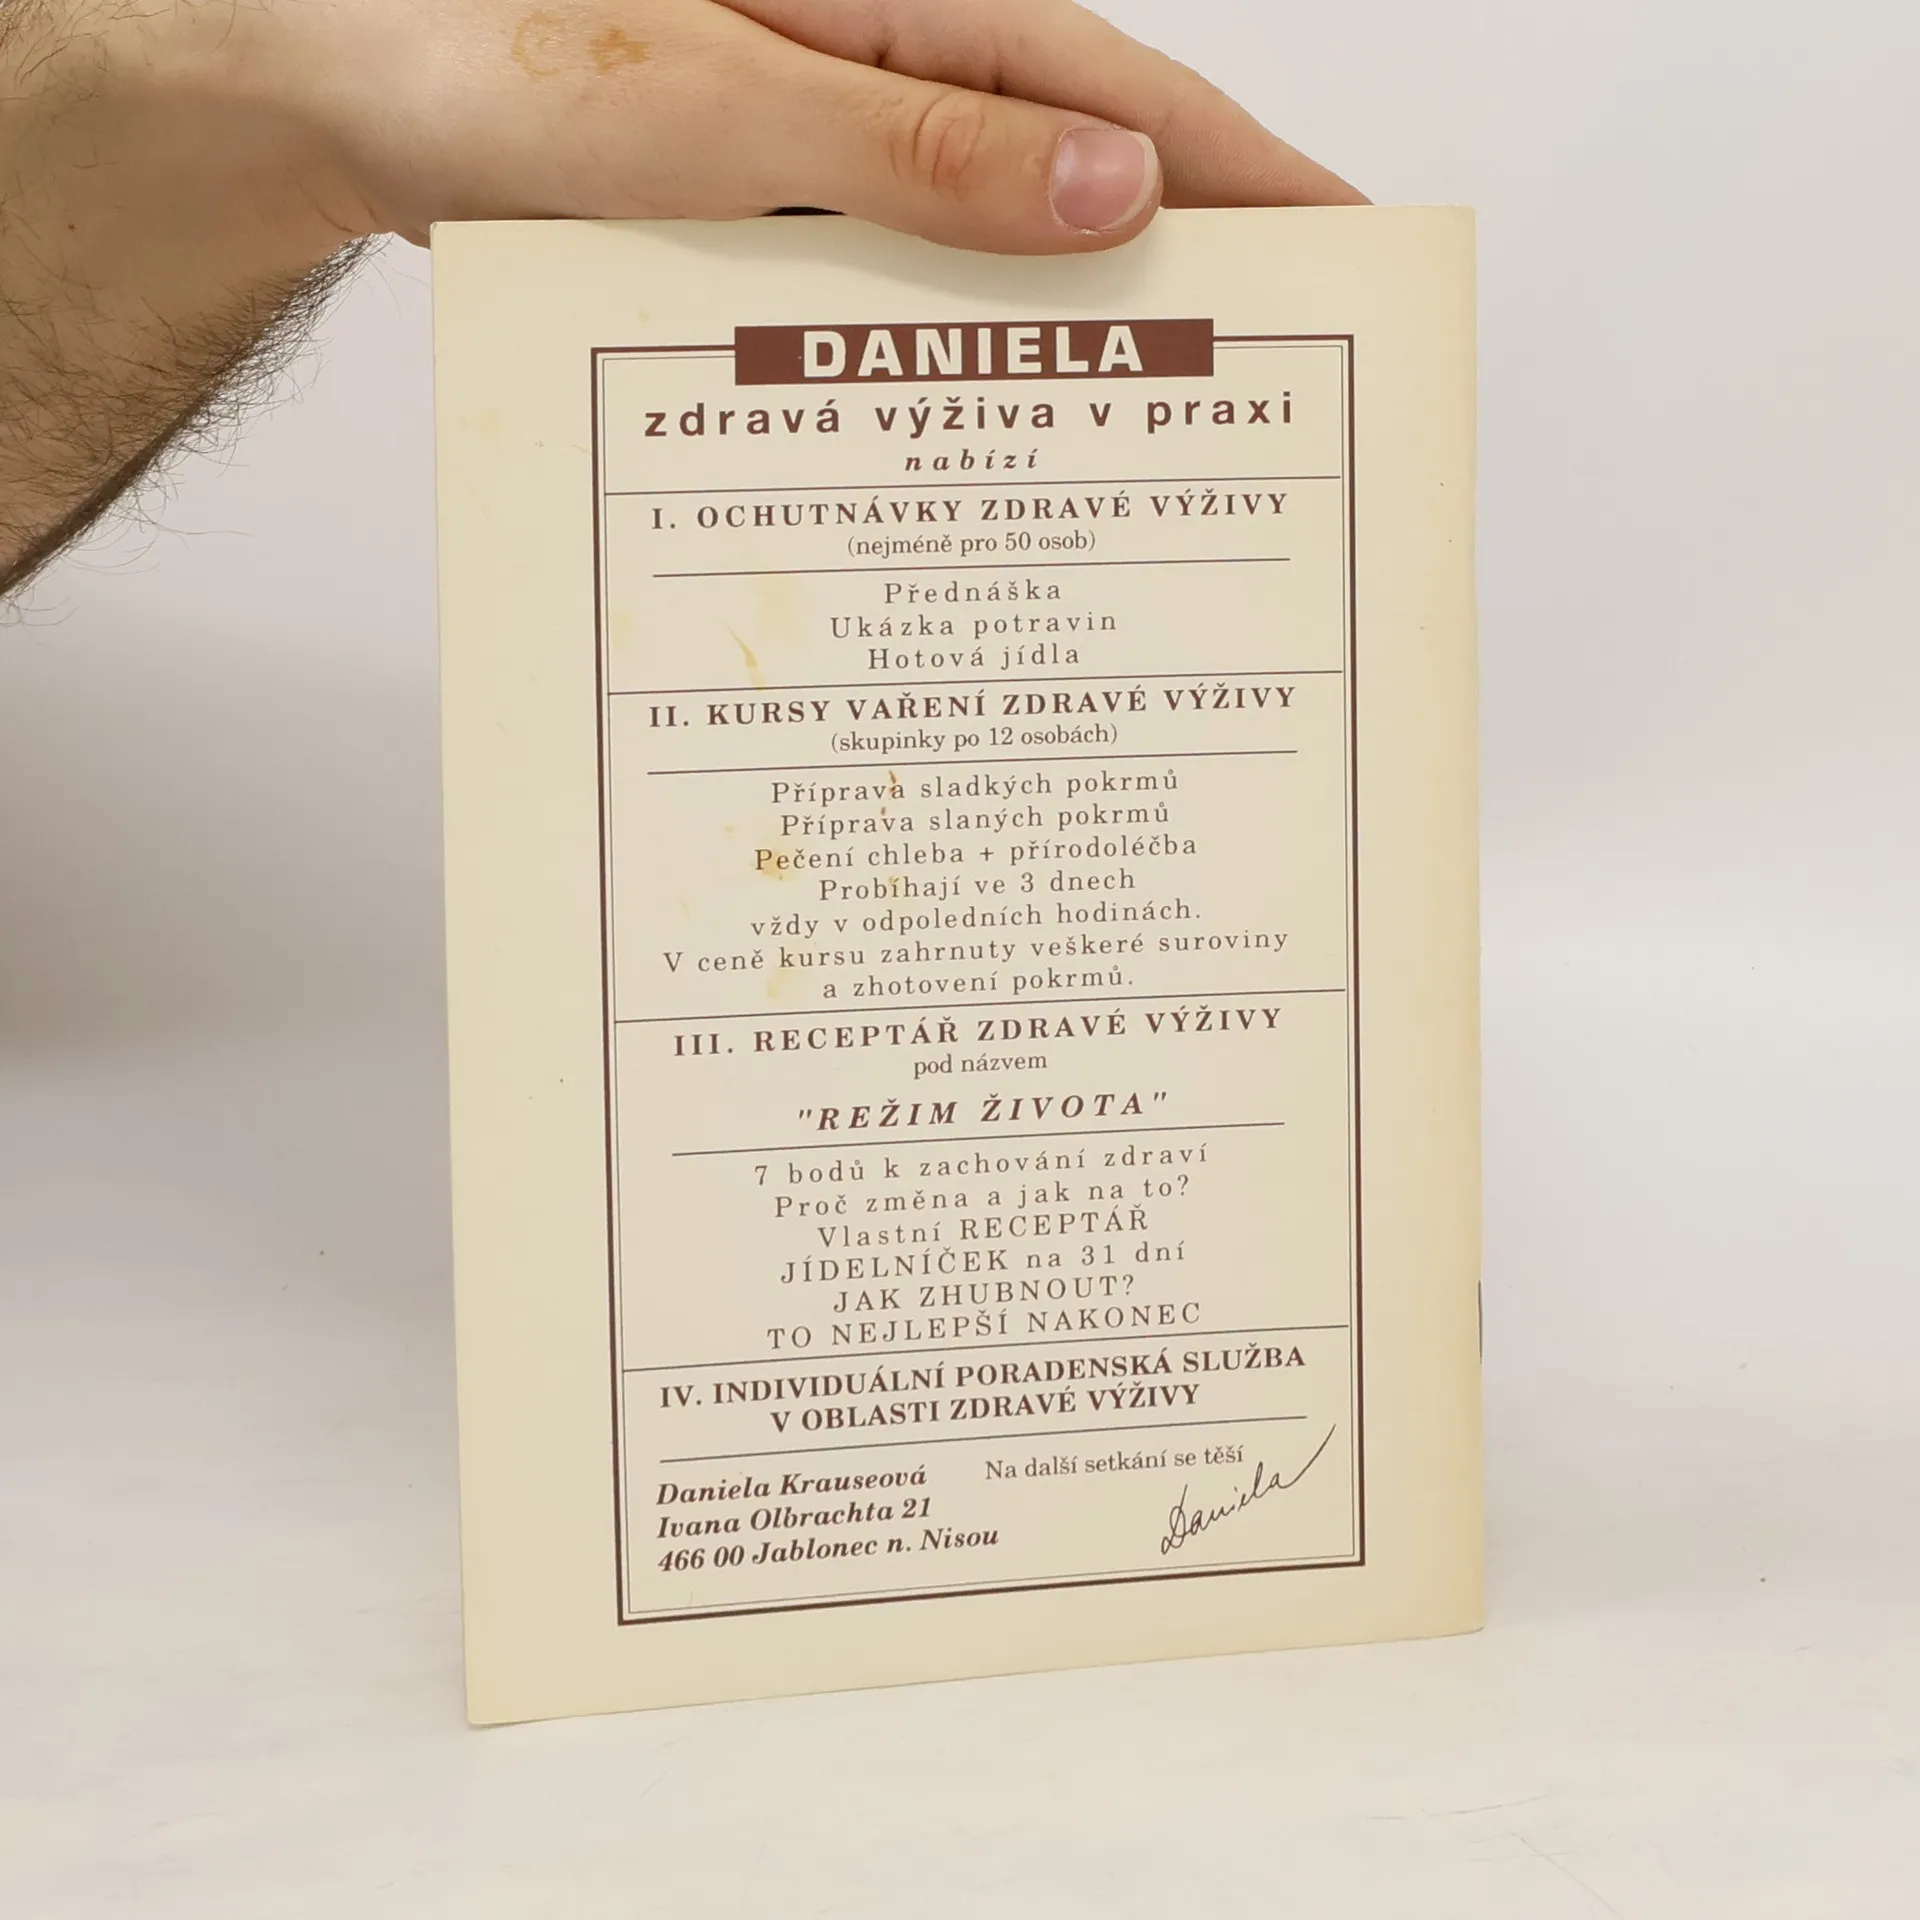 DANIELA
zdravá výživa v praxi
nabízí
I. OCHUTNÁVKY ZDRAVÉ VÝŽIVY
(nejméně pro 50 osob)
Přednáška
Ukázka potravin
Hotová jídla
II. KURSY VAŘENÍ ZDRAVÉ VÝŽIVY
(skupinky po 12 osobách)
Příprava sladkých pokrmů
Příprava slaných pokrmů
Pečení chleba + přírodoléčba
Probíhají ve 3 dnech
vždy v odpoledních hodinách.
V ceně kursu zahrnuty veškeré suroviny
a zhotovení pokrmů.
III. RECEPTÁŘ ZDRAVÉ VÝŽIVY
pod názvem
"REŽIM ŽIVOTA"
7 bodů k zachování zdraví
Proč změna a jak na to?
Vlastní RECEPTÁŘ
JÍDELNÍČEK na 31 dní
JAK ZHUBNOUT?
TO NEJLEPŠÍ NAKONEC
IV. INDIVIDUÁLNÍ PORADENSKÁ SLUŽBA
V OBLASTI ZDRAVÉ VÝŽIVY
Daniela Krauseová
Ivana Olbrachta 21
466 00 Jablonec n. Nisou
Na další setkání se těší
Daniela